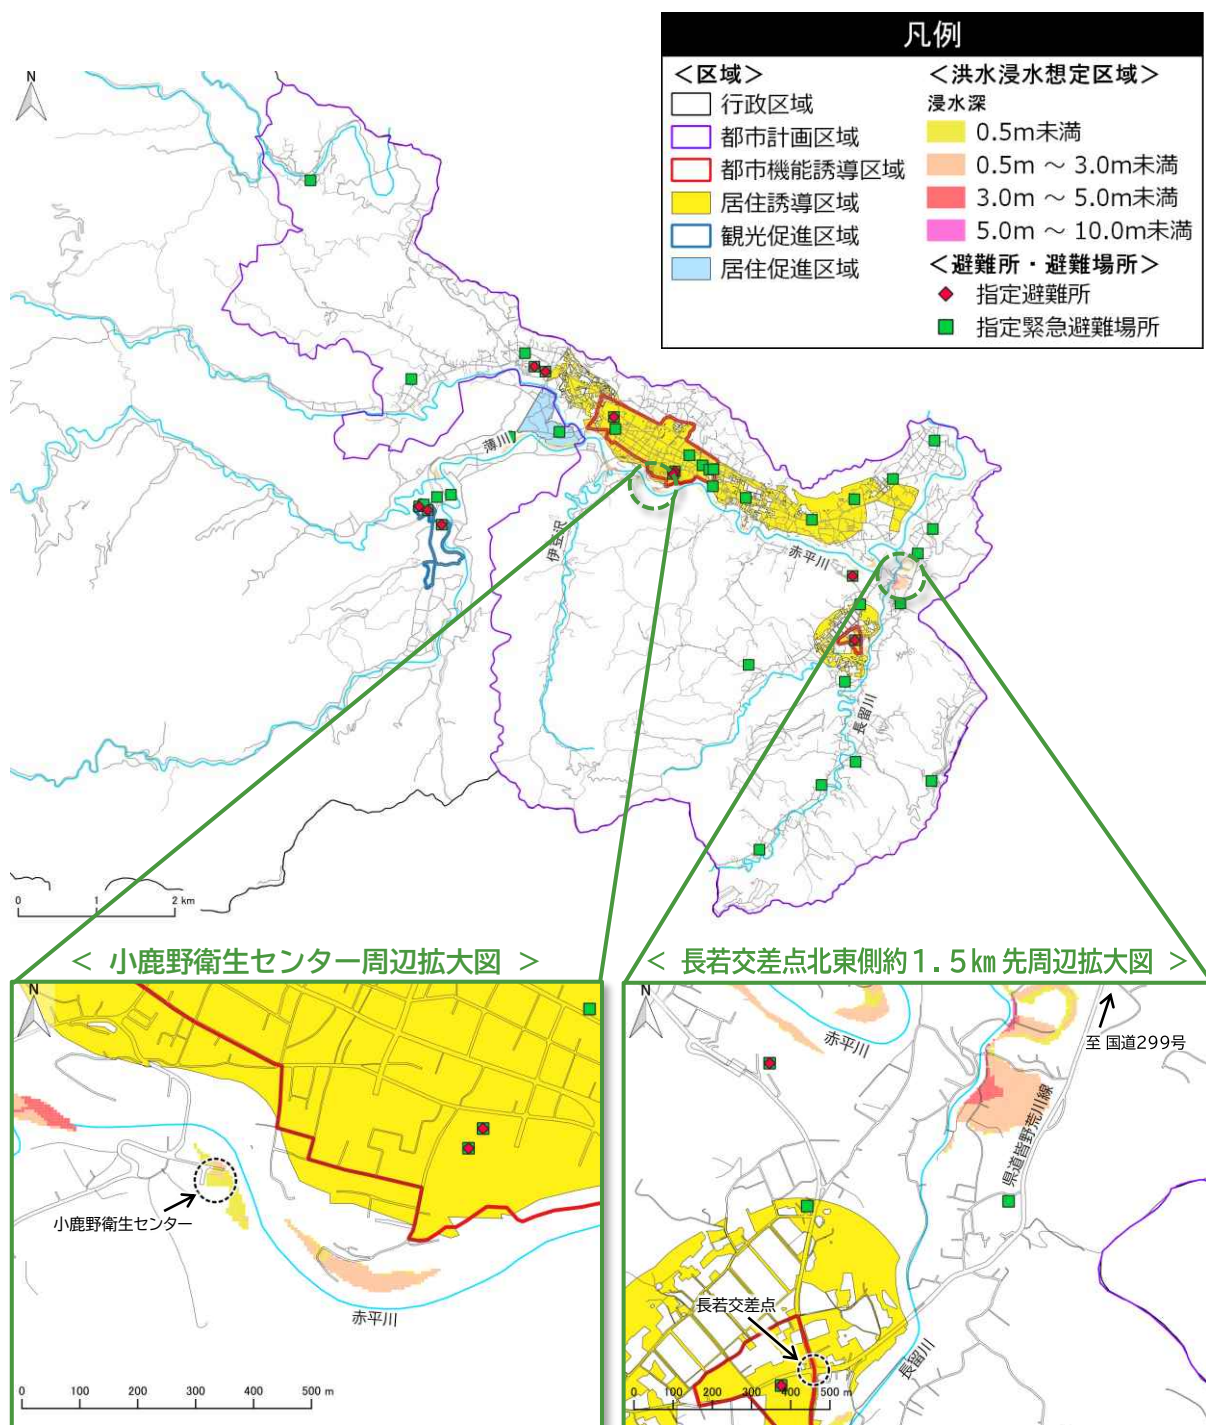 凡例
＜区域＞
行政区域
都市計画区域
都市機能誘導区域
居住誘導区域
観光促進区域
居住促進区域
＜洪水浸水想定区域＞
浸水深
0.5m未満
0.5m ～ 3.0m未満
3.0m ～ 5.0m未満
5.0m ～ 10.0m未満
＜避難所・避難場所＞
指定避難所
指定緊急避難場所
N
薄川
伊豆沢
赤平川
長留川
0 1 2 km
＜ 小鹿野衛生センター周辺拡大図 ＞
N
小鹿野衛生センター
赤平川
0 100 200 300 400 500 m
＜ 長若交差点北東側約１．５㎞先周辺拡大図 ＞
N
赤平川
至 国道299号
県道皆野荒川線
長若交差点
長留川
0 100 200 300 400 500 m